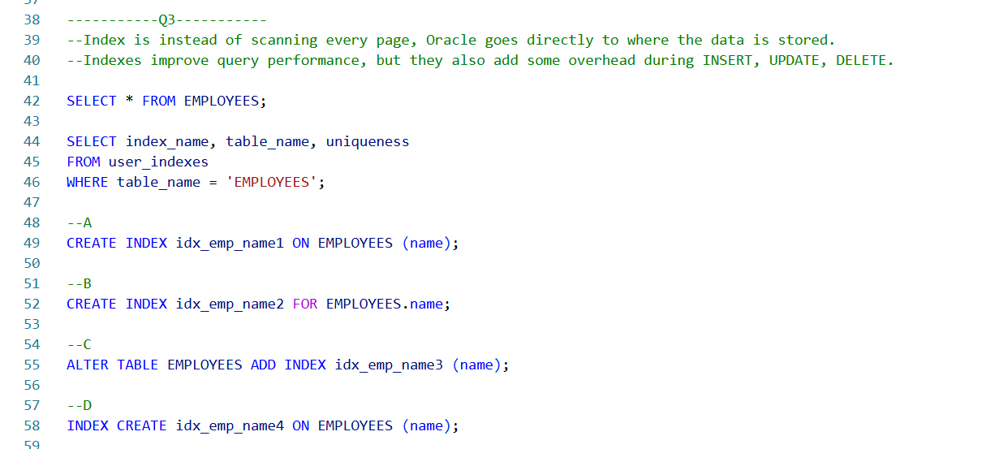 37
38 -----------Q3-----------
39 --Index is instead of scanning every page, Oracle goes directly to where the data is stored.
40 --Indexes improve query performance, but they also add some overhead during INSERT, UPDATE, DELETE.
41
42 SELECT * FROM EMPLOYEES;
43
44 SELECT index_name, table_name, uniqueness
45 FROM user_indexes
46 WHERE table_name = 'EMPLOYEES';
47
48 --A
49 CREATE INDEX idx_emp_name1 ON EMPLOYEES (name);
50
51 --B
52 CREATE INDEX idx_emp_name2 FOR EMPLOYEES.name;
53
54 --C
55 ALTER TABLE EMPLOYEES ADD INDEX idx_emp_name3 (name);
56
57 --D
58 INDEX CREATE idx_emp_name4 ON EMPLOYEES (name);
59